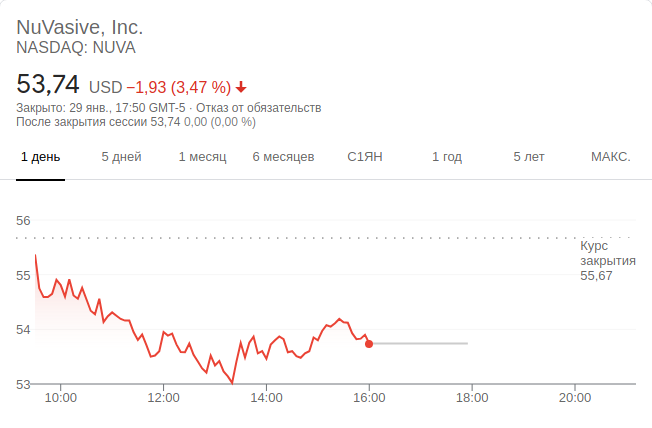 NuVasive, Inc.
NASDAQ: NUVA
53,74 USD −1,93 (3,47 %)
Закрыто: 29 янв., 17:50 GMT-5 · Отказ от обязательств
После закрытия сессии 53,74 0,00 (0,00 %)
1 день 5 дней 1 месяц 6 месяцев С1ЯН 1 год 5 лет МАКС.
56
Курс
закрытия
55,67
55
54
53
10:00 12:00 14:00 16:00 18:00 20:00